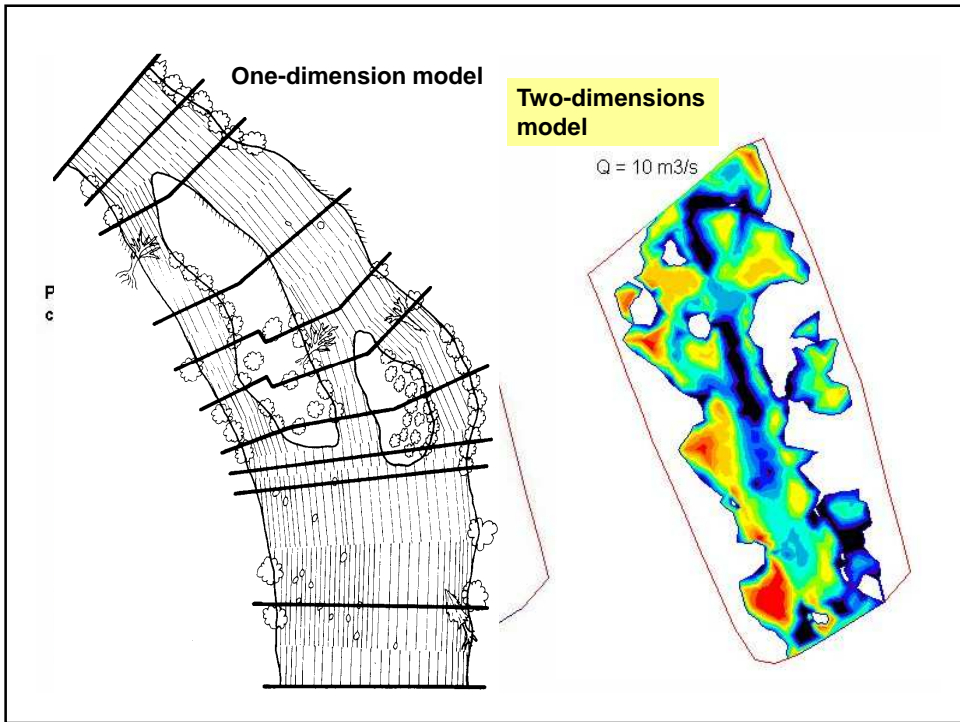 One-dimension model
Two-dimensions
model
Q = 10 m3/s
P
c